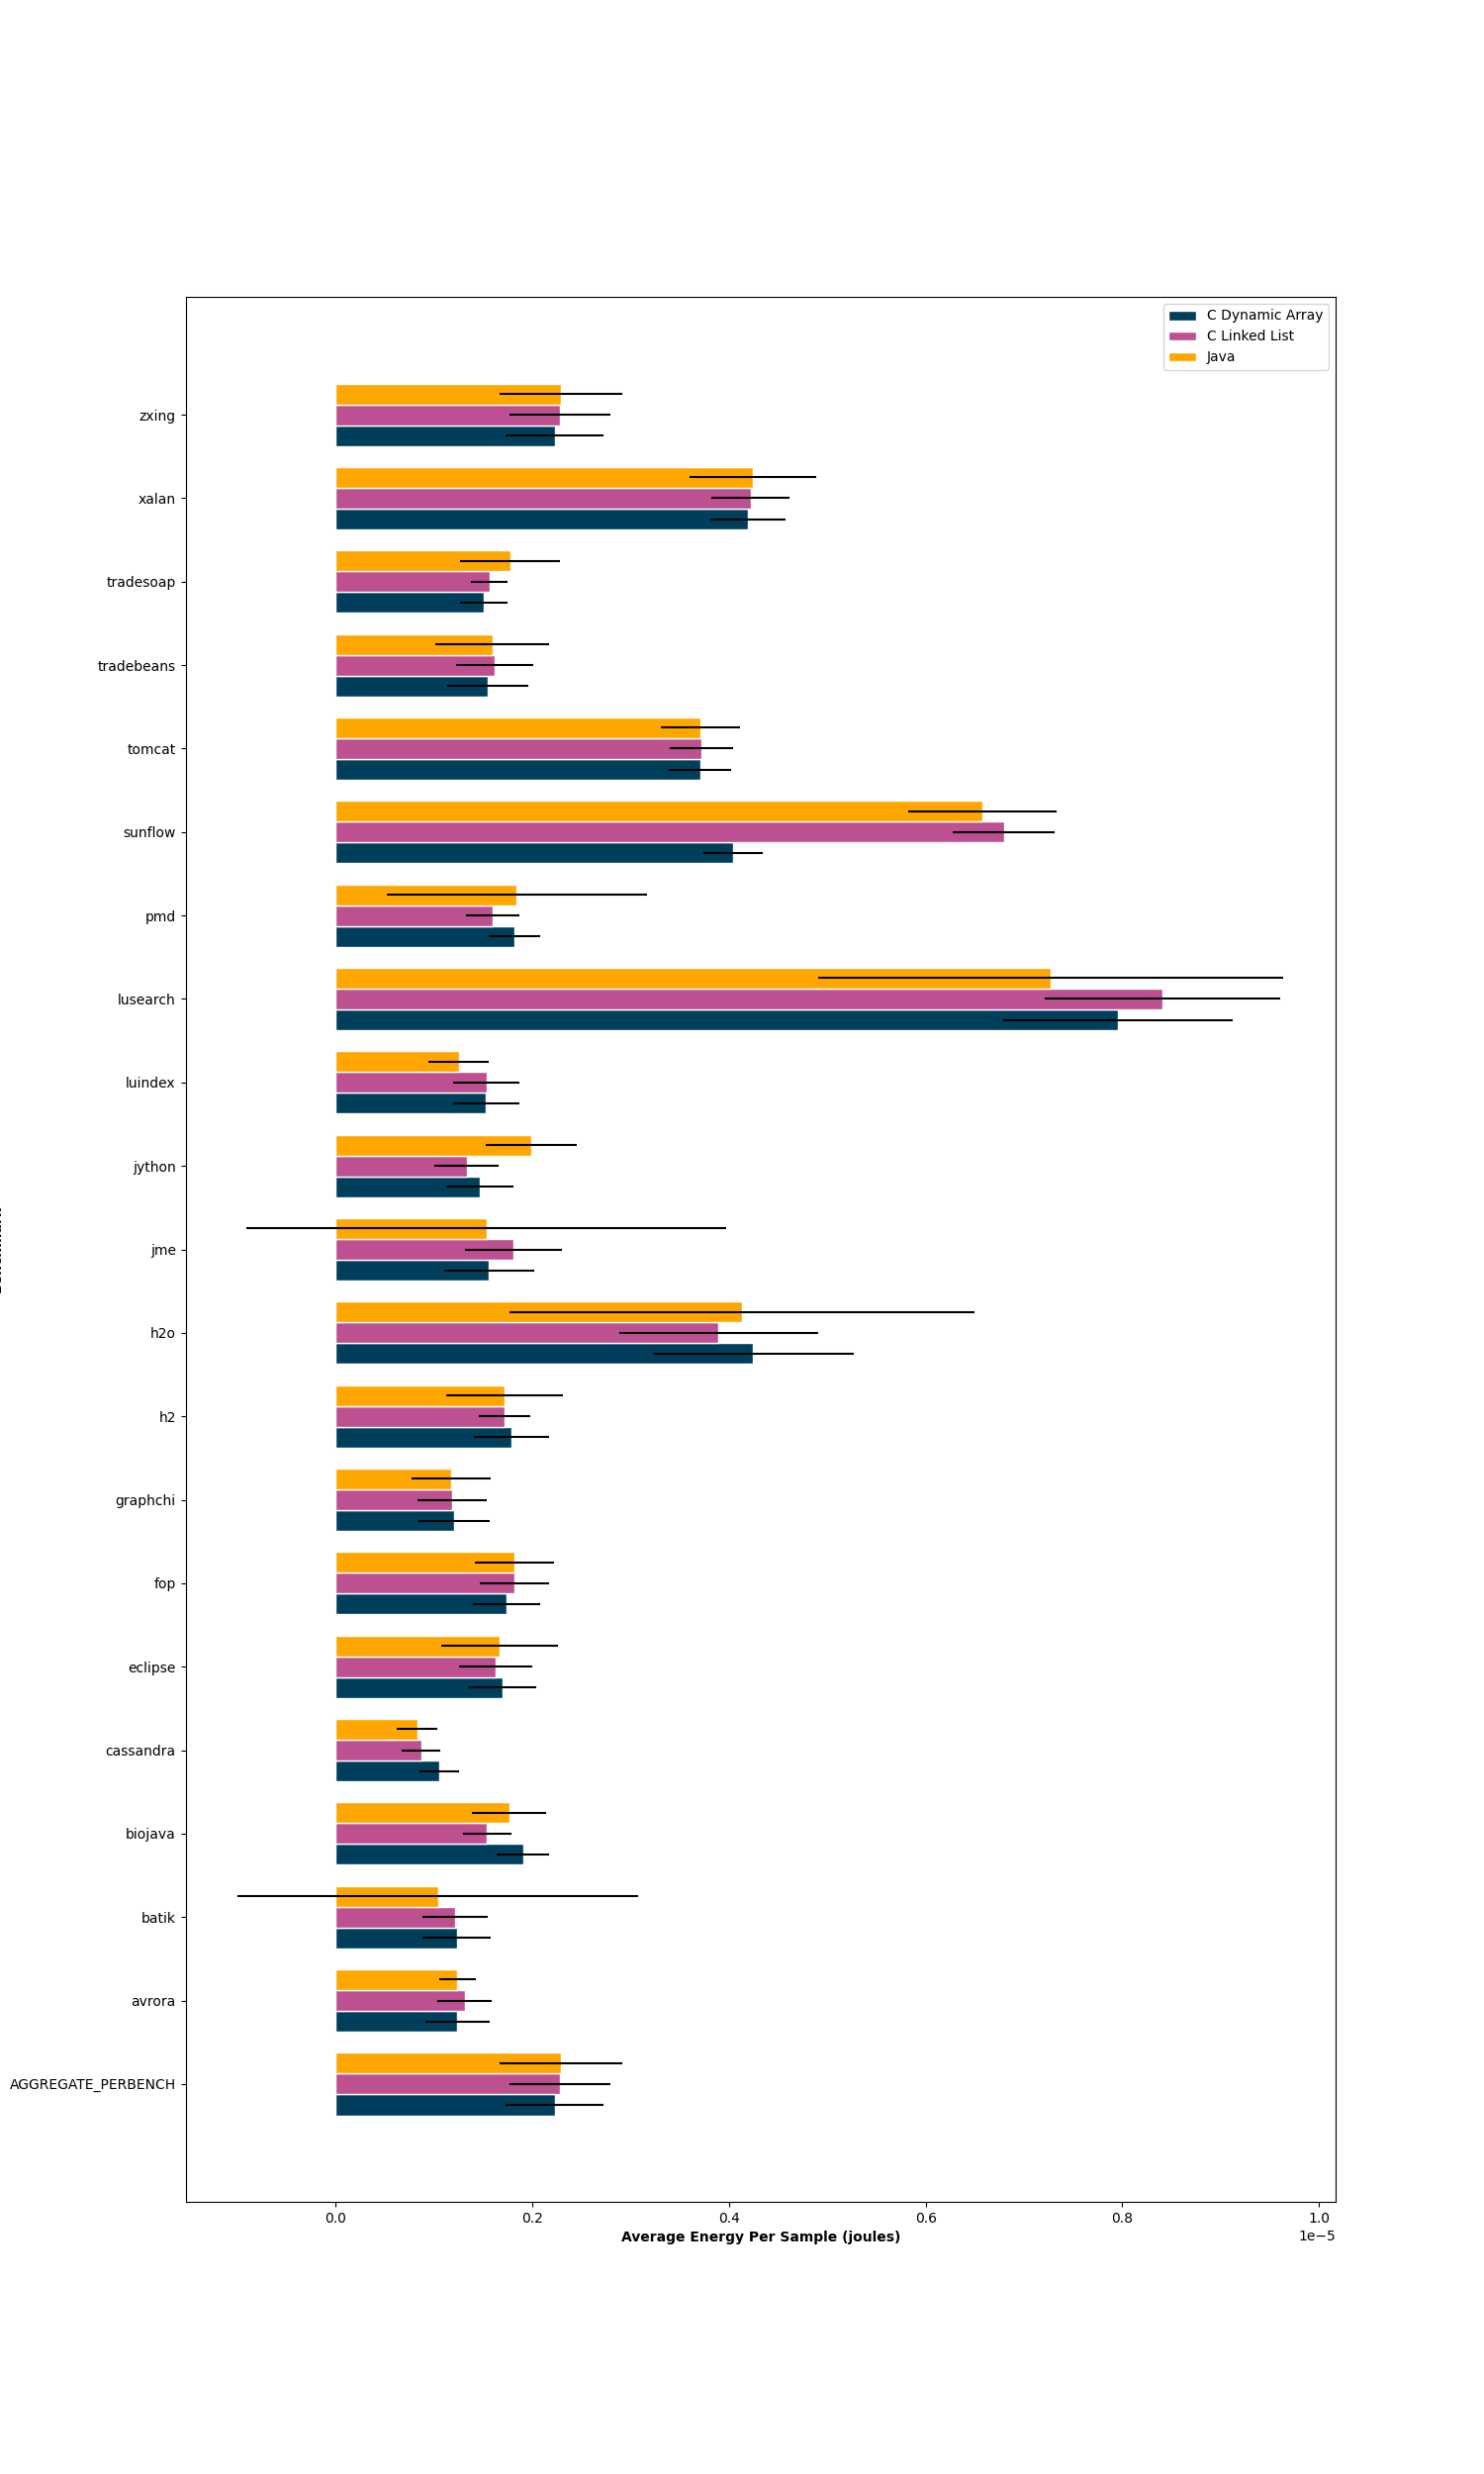 C Dynamic Array
C Linked List
Java
zxing
xalan
tradesoap
tradebeans
tomcat
sunflow
pmd
lusearch
luindex
jython
jme
h2o
h2
graphchi
fop
eclipse
cassandra
biojava
batik
avrora
AGGREGATE_PERBENCH
0.0 0.2 0.4 0.6 0.8 1.0
Average Energy Per Sample (joules)
1e−5